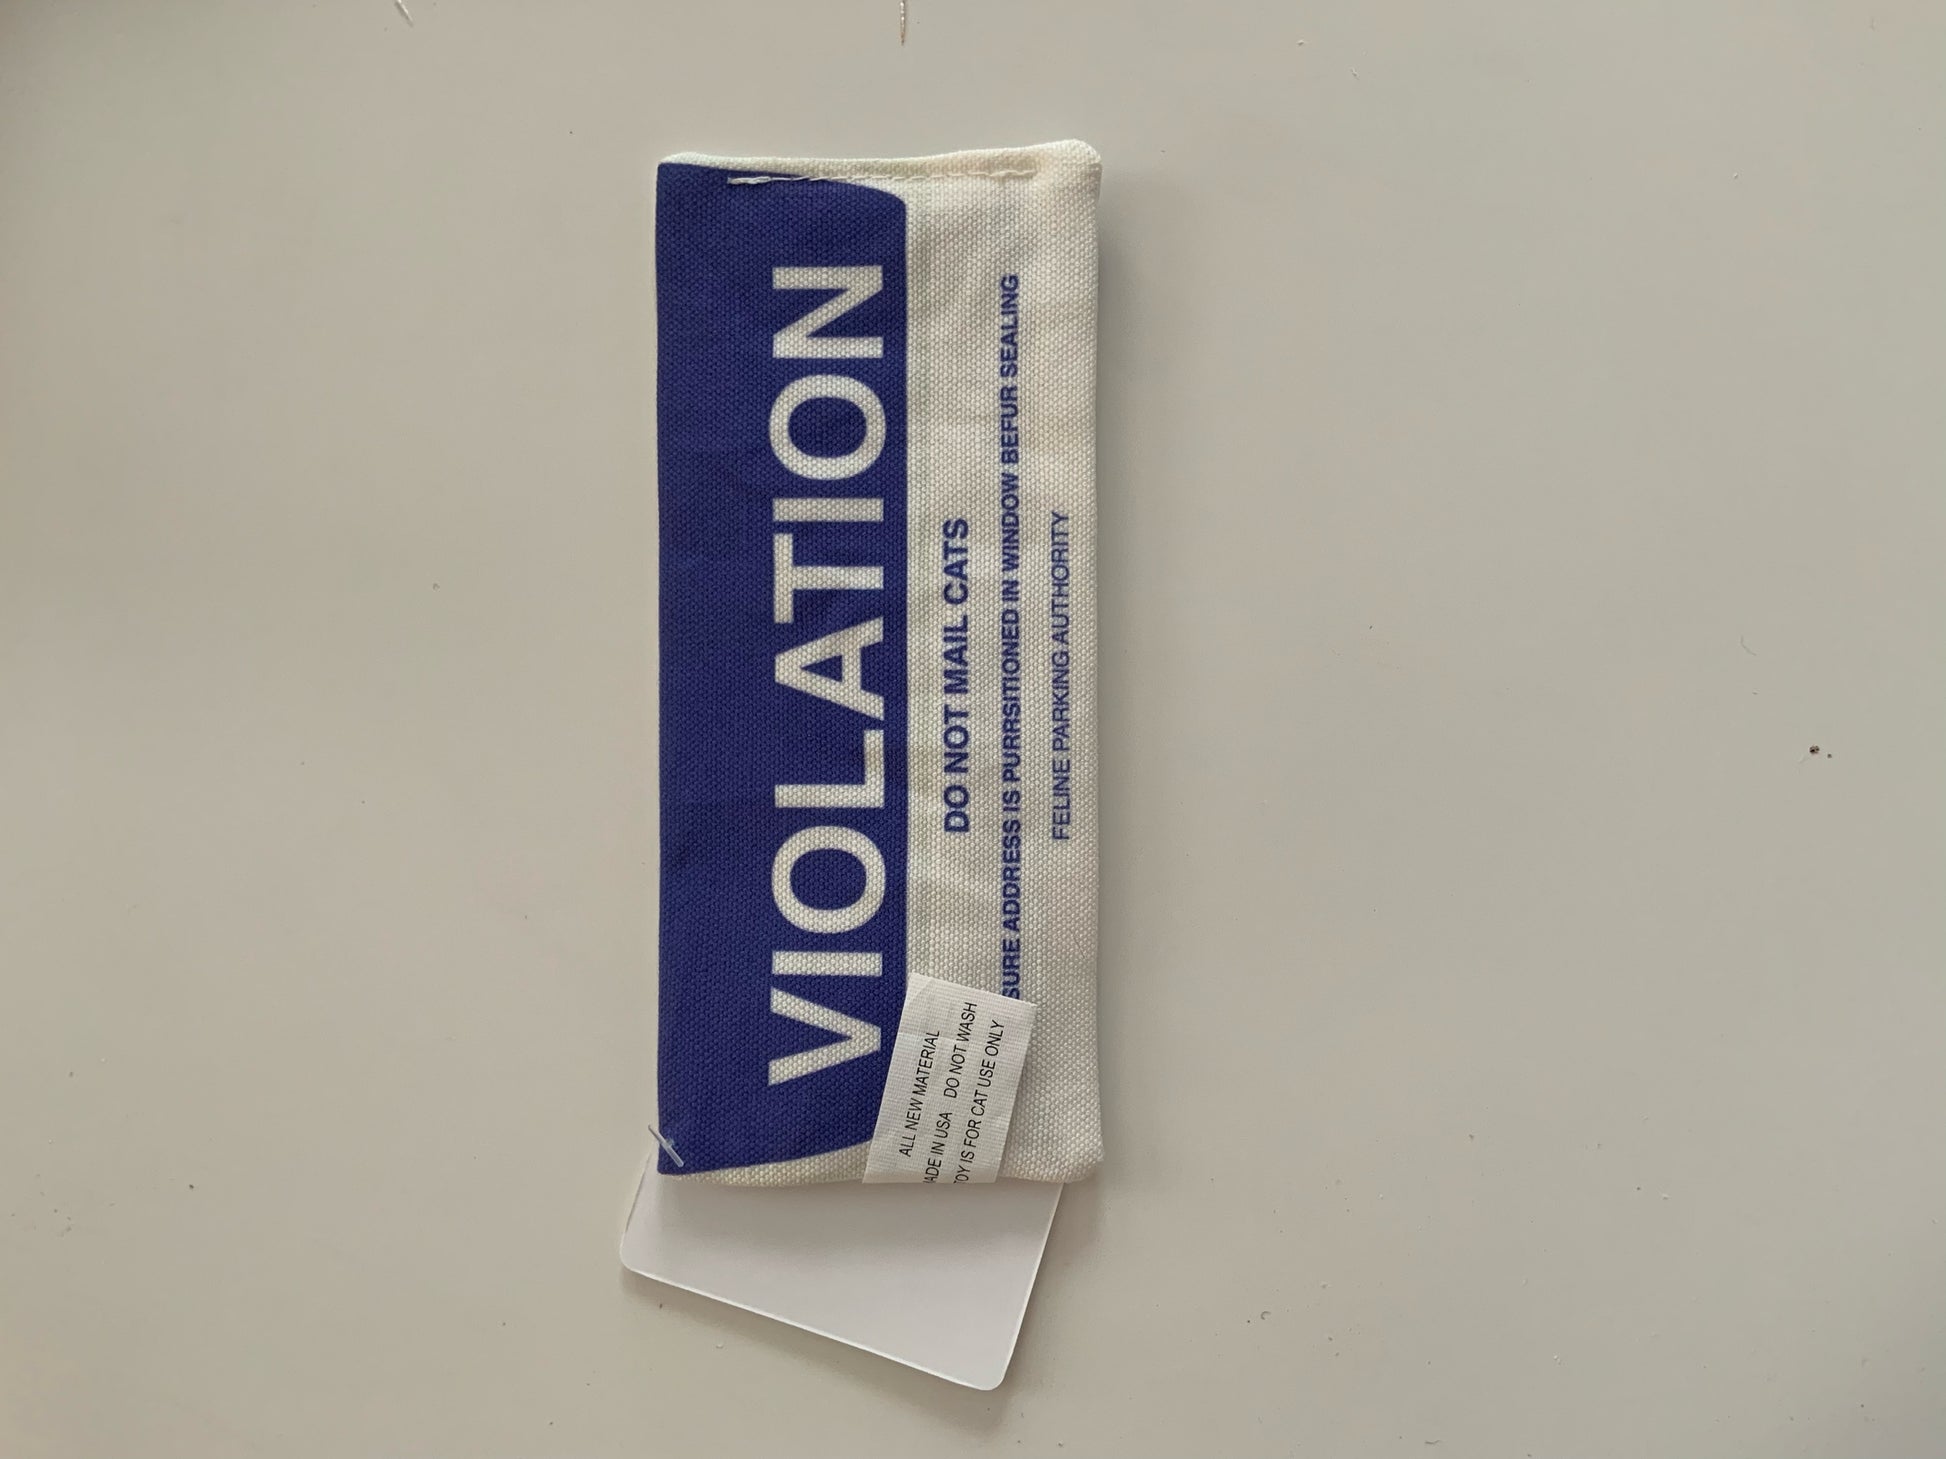 VIOLATION
DO NOT MAIL CATS
SURE ADDRESS IS PURRSITIONED IN WINDOW BEFUR SEALING
FELINE PARKING AUTHORITY
ALL NEW MATERIAL
ADE IN USA DO NOT WASH
TOY IS FOR CAT USE ONLY